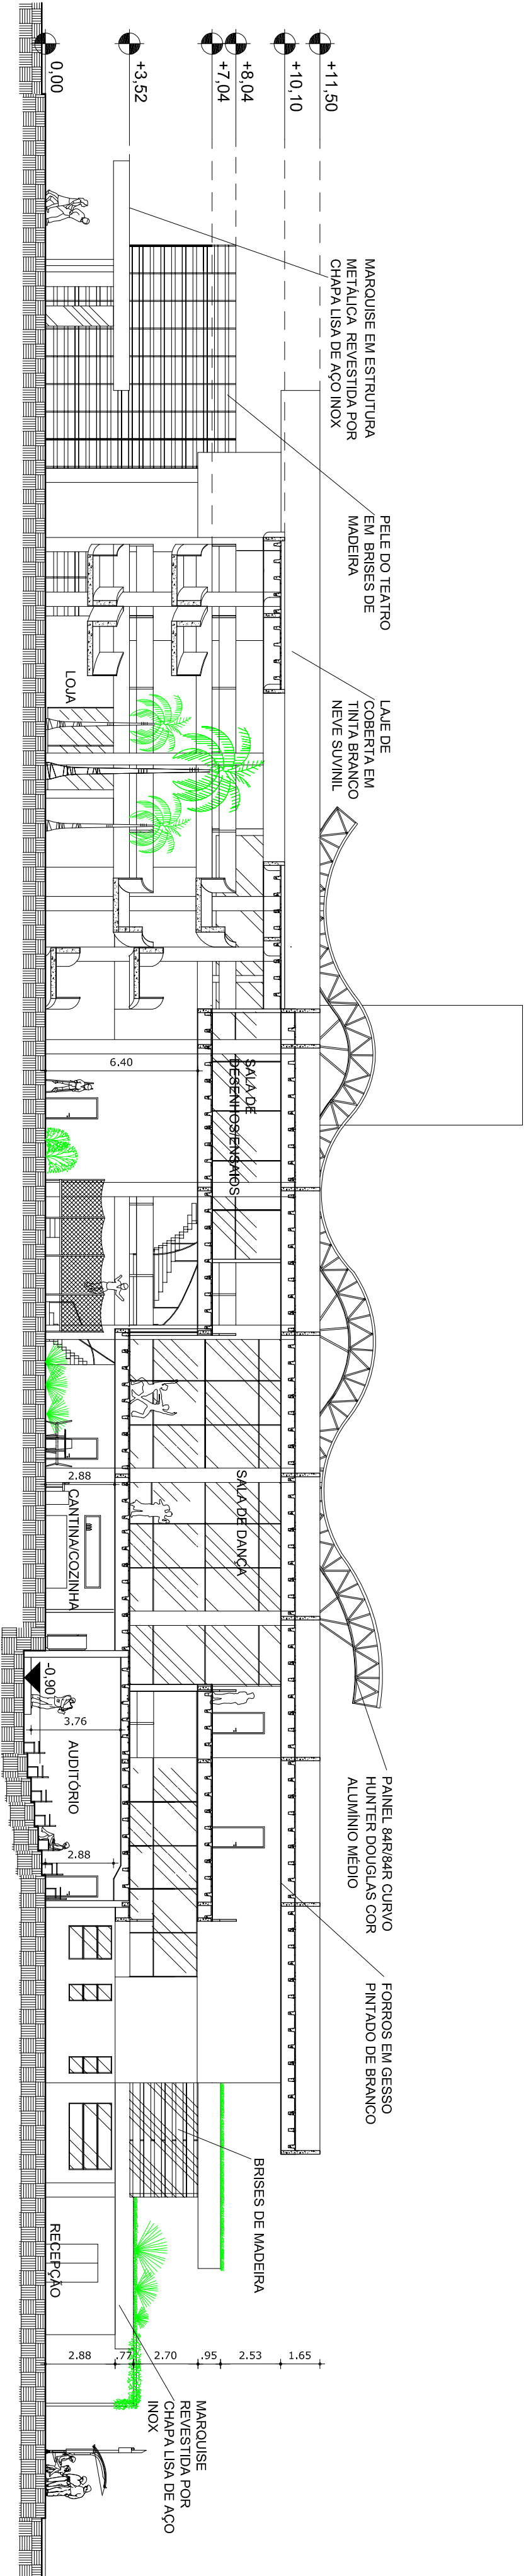 +11,50
+10,10
+8,04
+7,04
+3,52
0,00
MARQUISE EM ESTRUTURA
METÁLICA REVESTIDA POR
CHAPA LISA DE AÇO INOX
PELE DO TEATRO
EM BRISES DE
MADEIRA
LAJE DE
COBERTA EM
TINTA BRANCO
NEVE SUVINIL
LOJA
6.40
SALA DE
DESENHOS/ENSAIOS
2.88
CANTINA/COZINHA
SALA DE DANÇA
-0,90
3.76
AUDITÓRIO
2.88
PAINEL 84R/84R CURVO
HUNTER DOUGLAS COR
ALUMÍNIO MÉDIO
FORROS EM GESSO
PINTADO DE BRANCO
BRISES DE MADEIRA
RECEPÇÃO
1.65
2.53
.95
2.70
.77
2.88
MARQUISE
REVESTIDA POR
CHAPA LISA DE AÇO
INOX